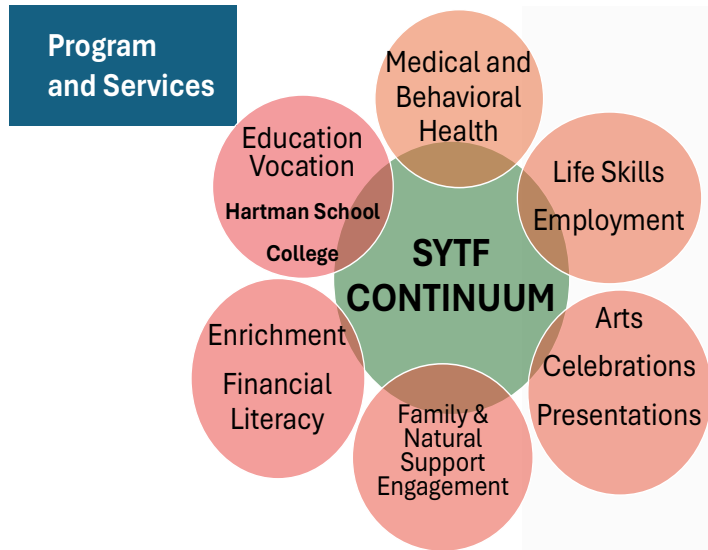 Program
and Services
Medical and
Behavioral
Health
Education
Vocation
Hartman School
College
Life Skills
Employment
SYTF
CONTINUUM
Enrichment
Financial
Literacy
Arts
Celebrations
Presentations
Family &
Natural
Support
Engagement